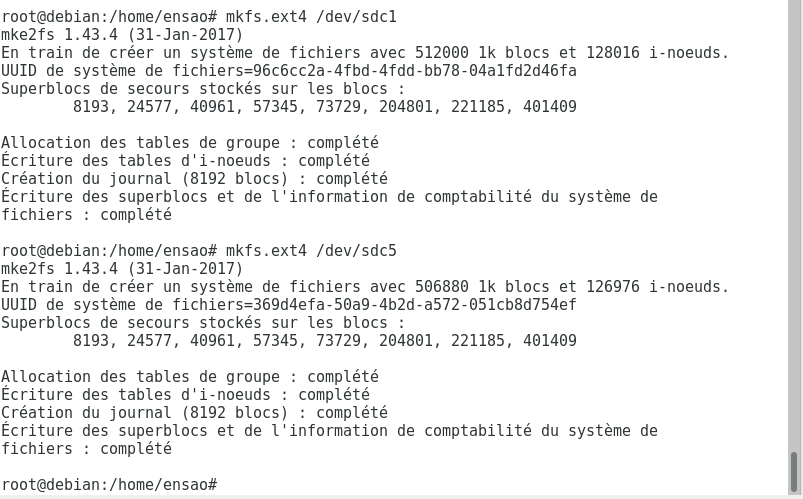 root@debian:/home/ensao# mkfs.ext4 /dev/sdc1
mke2fs 1.43.4 (31-Jan-2017)
En train de créer un système de fichiers avec 512000 1k blocs et 128016 i-noeuds.
UUID de système de fichiers=96c6cc2a-4fbd-4fdd-bb78-04a1fd2d46fa
Superblocs de secours stockés sur les blocs :
        8193, 24577, 40961, 57345, 73729, 204801, 221185, 401409

Allocation des tables de groupe : complété
Écriture des tables d'i-noeuds : complété
Création du journal (8192 blocs) : complété
Écriture des superblocs et de l'information de comptabilité du système de
fichiers : complété

root@debian:/home/ensao# mkfs.ext4 /dev/sdc5
mke2fs 1.43.4 (31-Jan-2017)
En train de créer un système de fichiers avec 506880 1k blocs et 126976 i-noeuds.
UUID de système de fichiers=369d4efa-50a9-4b2d-a572-051cb8d754ef
Superblocs de secours stockés sur les blocs :
        8193, 24577, 40961, 57345, 73729, 204801, 221185, 401409

Allocation des tables de groupe : complété
Écriture des tables d'i-noeuds : complété
Création du journal (8192 blocs) : complété
Écriture des superblocs et de l'information de comptabilité du système de
fichiers : complété

root@debian:/home/ensao#